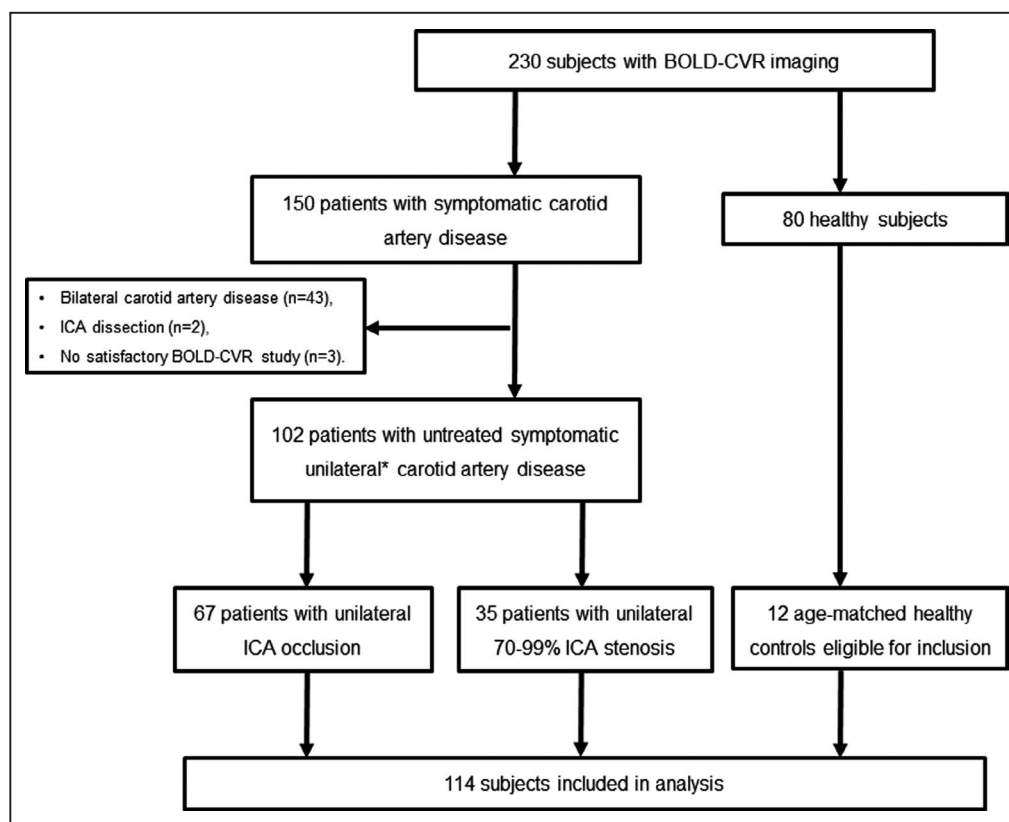 230 subjects with BOLD-CVR imaging
150 patients with symptomatic carotid
artery disease
80 healthy subjects
• Bilateral carotid artery disease (n=43),
• ICA dissection (n=2),
• No satisfactory BOLD-CVR study (n=3).
102 patients with untreated symptomatic
unilateral* carotid artery disease
67 patients with unilateral
ICA occlusion
35 patients with unilateral
70-99% ICA stenosis
12 age-matched healthy
controls eligible for inclusion
114 subjects included in analysis